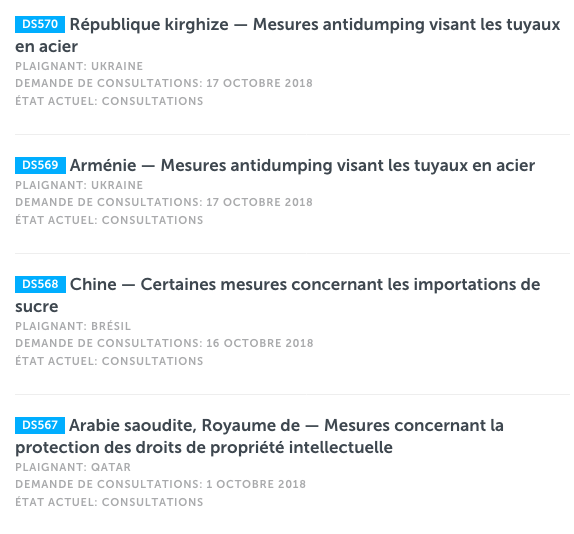 DS570 République kirghize — Mesures antidumping visant les tuyaux
en acier
PLAIGNANT: UKRAINE
DEMANDE DE CONSULTATIONS: 17 OCTOBRE 2018
ÉTAT ACTUEL: CONSULTATIONS
DS569 Arménie — Mesures antidumping visant les tuyaux en acier
PLAIGNANT: UKRAINE
DEMANDE DE CONSULTATIONS: 17 OCTOBRE 2018
ÉTAT ACTUEL: CONSULTATIONS
DS568 Chine — Certaines mesures concernant les importations de
sucre
PLAIGNANT: BRÉSIL
DEMANDE DE CONSULTATIONS: 16 OCTOBRE 2018
ÉTAT ACTUEL: CONSULTATIONS
DS567 Arabie saoudite, Royaume de — Mesures concernant la
protection des droits de propriété intellectuelle
PLAIGNANT: QATAR
DEMANDE DE CONSULTATIONS: 1 OCTOBRE 2018
ÉTAT ACTUEL: CONSULTATIONS